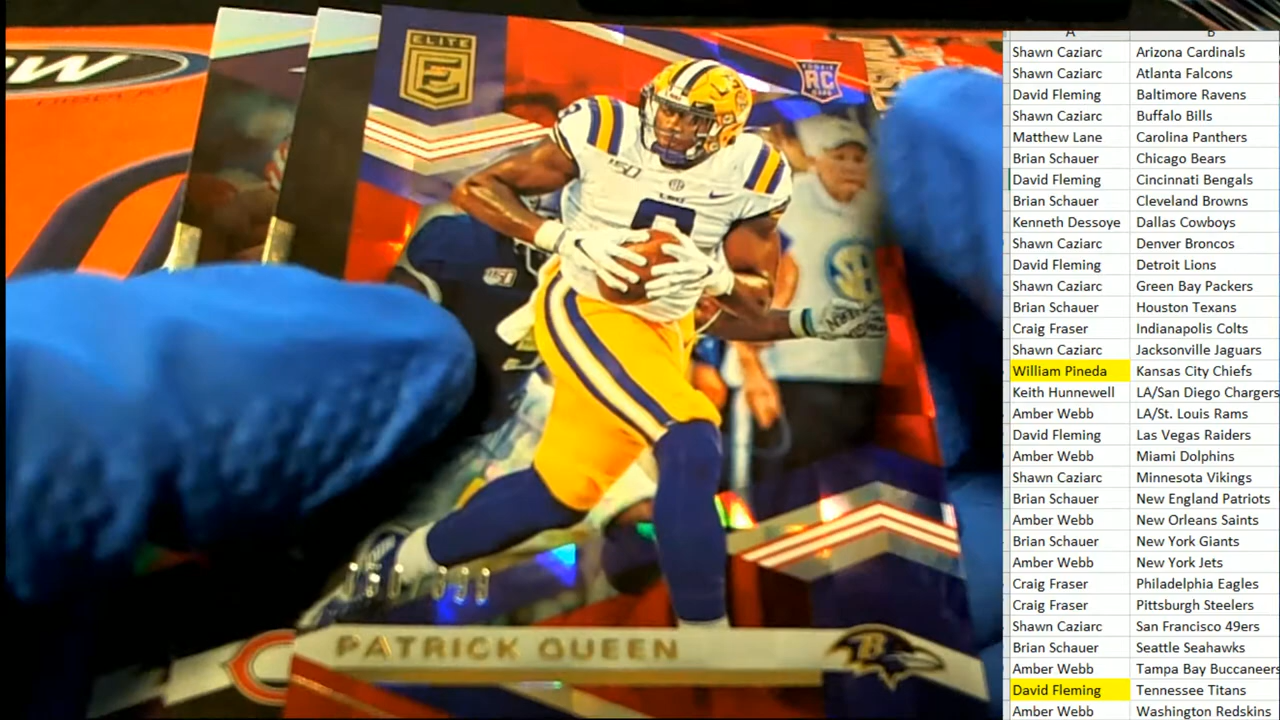 ELITE
E
ROOKIE
RC
CARD
150
LSU
150
PATRICK QUEEN
B
A B
Shawn Caziarc Arizona Cardinals
Shawn Caziarc Atlanta Falcons
David Fleming Baltimore Ravens
Shawn Caziarc Buffalo Bills
Matthew Lane Carolina Panthers
Brian Schauer Chicago Bears
David Fleming Cincinnati Bengals
Brian Schauer Cleveland Browns
Kenneth Dessoye Dallas Cowboys
Shawn Caziarc Denver Broncos
David Fleming Detroit Lions
Shawn Caziarc Green Bay Packers
Brian Schauer Houston Texans
Craig Fraser Indianapolis Colts
Shawn Caziarc Jacksonville Jaguars
William Pineda Kansas City Chiefs
Keith Hunnewell LA/San Diego Chargers
Amber Webb LA/St. Louis Rams
David Fleming Las Vegas Raiders
Amber Webb Miami Dolphins
Shawn Caziarc Minnesota Vikings
Brian Schauer New England Patriots
Amber Webb New Orleans Saints
Brian Schauer New York Giants
Amber Webb New York Jets
Craig Fraser Philadelphia Eagles
Craig Fraser Pittsburgh Steelers
Shawn Caziarc San Francisco 49ers
Brian Schauer Seattle Seahawks
Amber Webb Tampa Bay Buccaneers
David Fleming Tennessee Titans
Amber Webb Washington Redskins